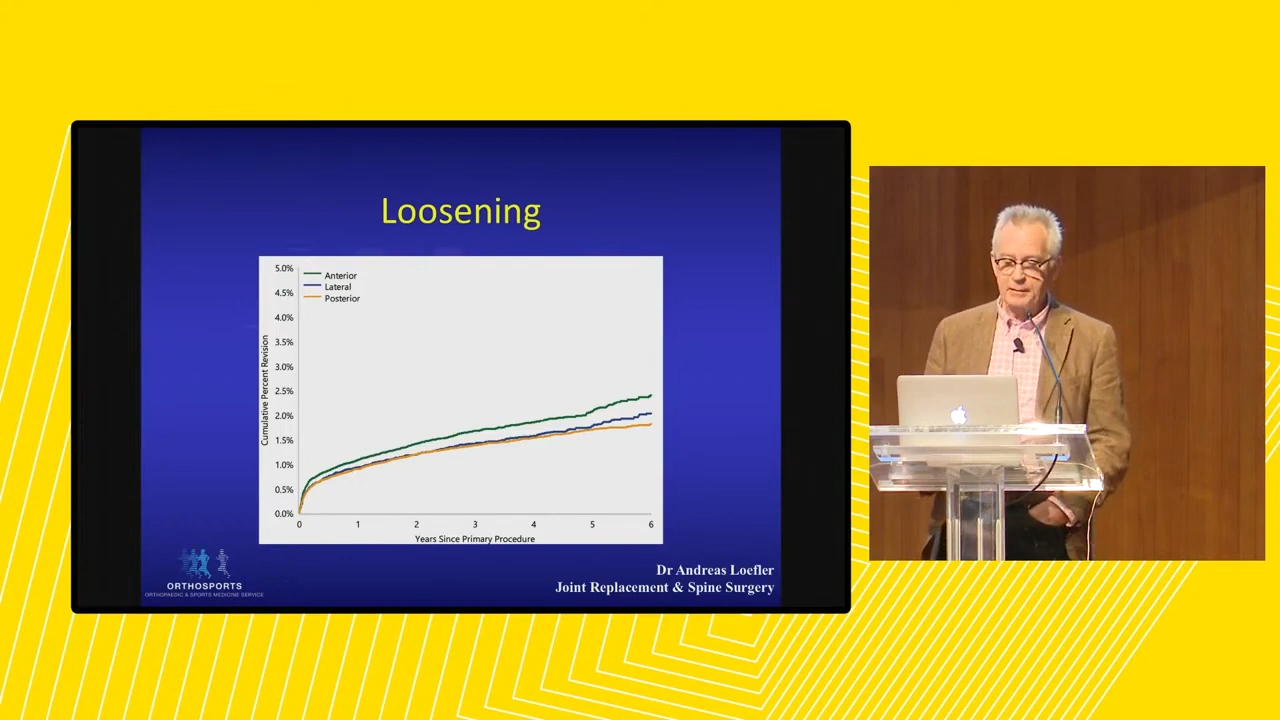 Loosening
5.0%
4.5%
4.0%
3.5%
3.0%
2.5%
2.0%
1.5%
1.0%
0.5%
0.0%
Cumulative Percent Revision
Anterior
Lateral
Posterior
0 1 2 3 4 5 6
Years Since Primary Procedure
ORTHOSPORTS
ORTHOPAEDIC & SPORTS MEDICINE SERVICE
Dr Andreas Loefler
Joint Replacement & Spine Surgery